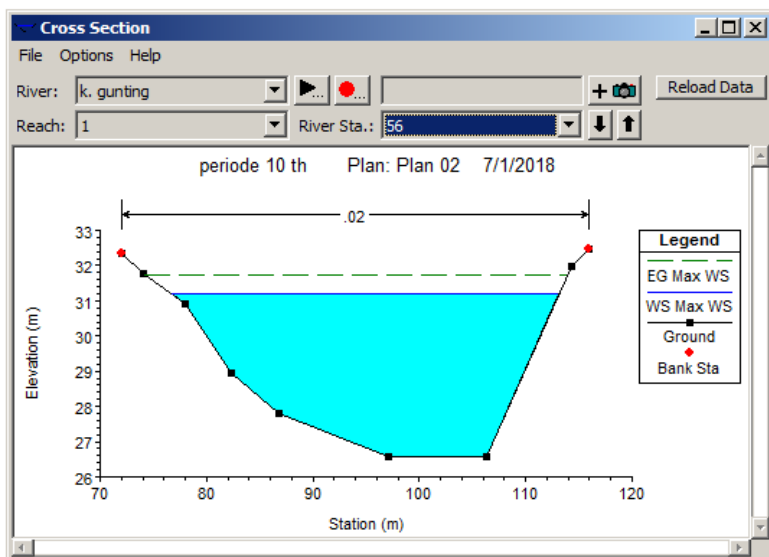 Cross Section
File Options Help
River: k. gunting Reload Data
Reach: 1 River Sta.: 56
periode 10 th Plan: Plan 02 7/1/2018
.02
33
32
31
30
29
28
27
26
70 80 90 100 110 120
Elevation (m)
Station (m)
Legend
EG Max WS
WS Max WS
Ground
Bank Sta